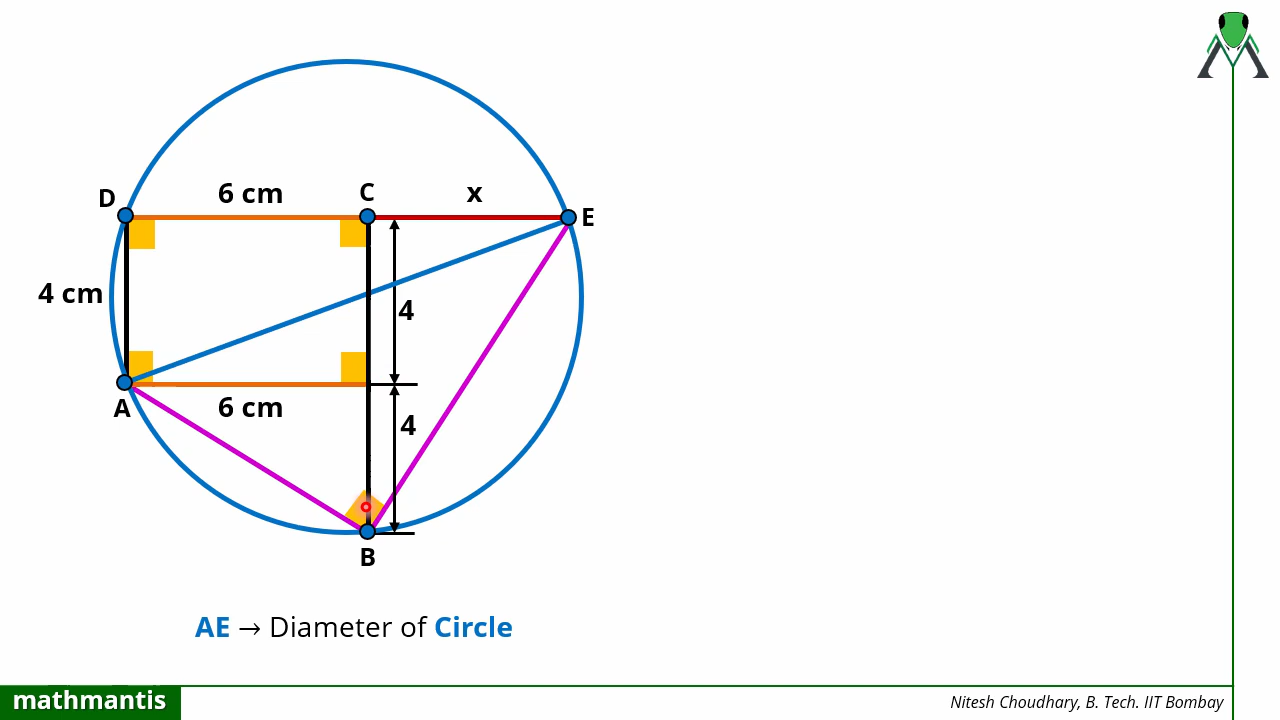 D
6 cm
C
x
E
4 cm
4
A
6 cm
4
B
AE → Diameter of Circle
mathmantis
Nitesh Choudhary, B. Tech. IIT Bombay